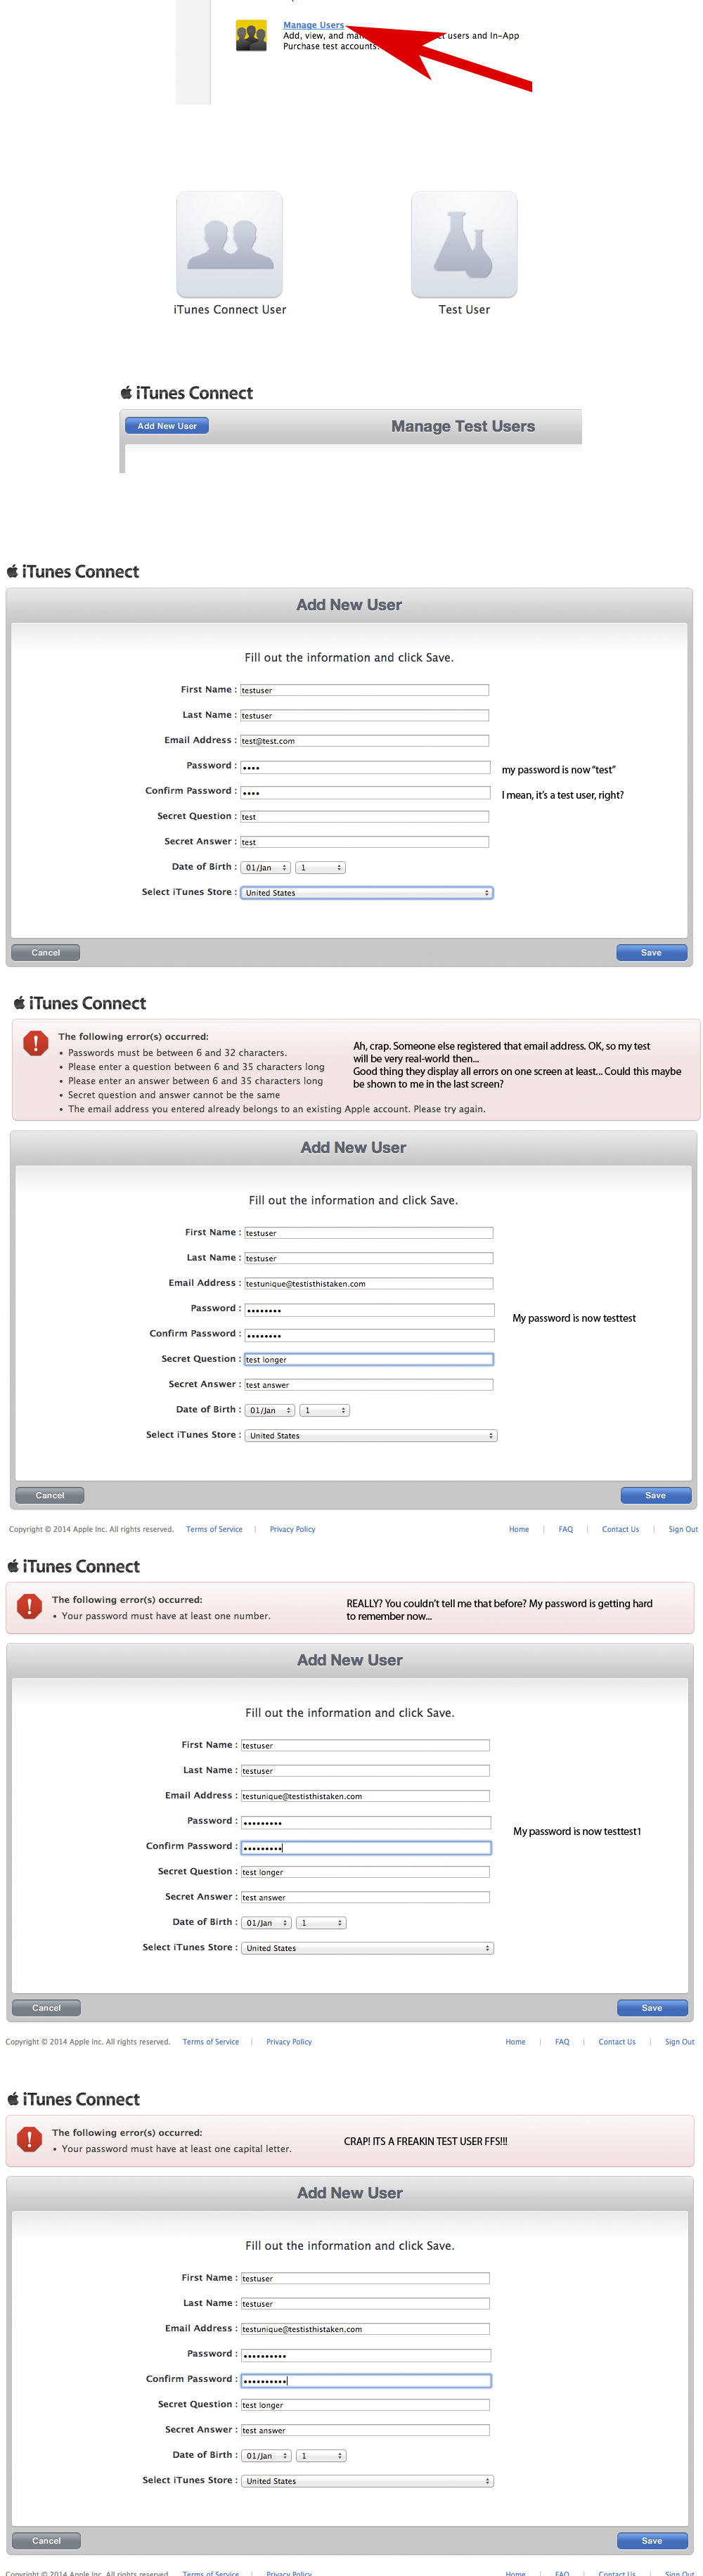 Manage Users
Add, view, and man ct users and In-App
Purchase test accounts.
iTunes Connect User
Test User
iTunes Connect
Add New User
Manage Test Users
iTunes Connect
Add New User
Fill out the information and click Save.
First Name : testuser
Last Name : testuser
Email Address : test@test.com
Password : ••••
my password is now “test”
Confirm Password : ••••
I mean, it’s a test user, right?
Secret Question : test
Secret Answer : test
Date of Birth : 01/Jan 1
Select iTunes Store : United States
Cancel
Save
iTunes Connect
The following error(s) occurred:
• Passwords must be between 6 and 32 characters.
• Please enter a question between 6 and 35 characters long
• Please enter an answer between 6 and 35 characters long
• Secret question and answer cannot be the same
• The email address you entered already belongs to an existing Apple account. Please try again.
Ah, crap. Someone else registered that email address. OK, so my test
will be very real-world then...
Good thing they display all errors on one screen at least... Could this maybe
be shown to me in the last screen?
Add New User
Fill out the information and click Save.
First Name : testuser
Last Name : testuser
Email Address : testunique@testisthistaken.com
Password : ••••••••
My password is now testtest
Confirm Password : ••••••••
Secret Question : test longer
Secret Answer : test answer
Date of Birth : 01/Jan 1
Select iTunes Store : United States
Cancel
Save
Copyright © 2014 Apple Inc. All rights reserved. Terms of Service | Privacy Policy
Home | FAQ | Contact Us | Sign Out
iTunes Connect
The following error(s) occurred:
• Your password must have at least one number.
REALLY? You couldn’t tell me that before? My password is getting hard
to remember now...
Add New User
Fill out the information and click Save.
First Name : testuser
Last Name : testuser
Email Address : testunique@testisthistaken.com
Password : •••••••••
My password is now testtest1
Confirm Password : •••••••••
Secret Question : test longer
Secret Answer : test answer
Date of Birth : 01/Jan 1
Select iTunes Store : United States
Cancel
Save
Copyright © 2014 Apple Inc. All rights reserved. Terms of Service | Privacy Policy
Home | FAQ | Contact Us | Sign Out
iTunes Connect
The following error(s) occurred:
• Your password must have at least one capital letter.
CRAP! ITS A FREAKIN TEST USER FFS!!!
Add New User
Fill out the information and click Save.
First Name : testuser
Last Name : testuser
Email Address : testunique@testisthistaken.com
Password : ••••••••••
Confirm Password : ••••••••••
Secret Question : test longer
Secret Answer : test answer
Date of Birth : 01/Jan 1
Select iTunes Store : United States
Cancel
Save
Copyright © 2014 Apple Inc. All rights reserved. Terms of Service | Privacy Policy
Home | FAQ | Contact Us | Sign Out